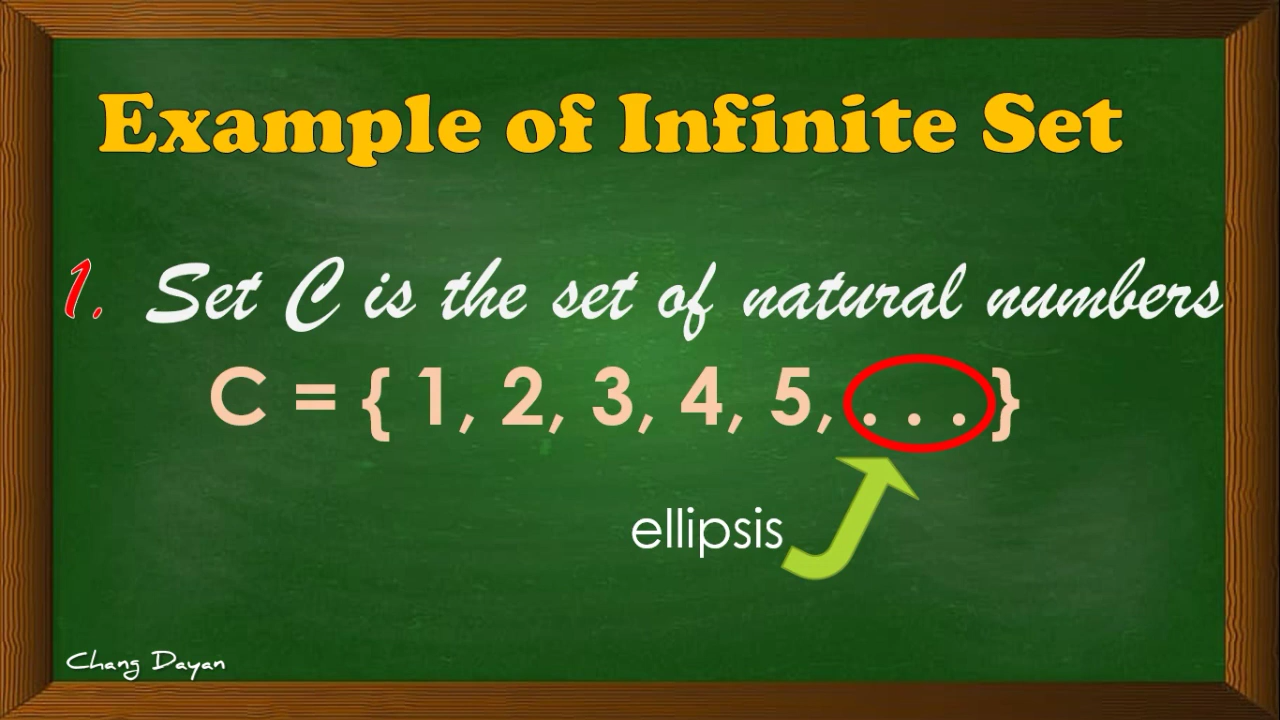 Example of Infinite Set
1. Set C is the set of natural numbers
C = { 1, 2, 3, 4, 5, . . . }
ellipsis
Chang Dayan